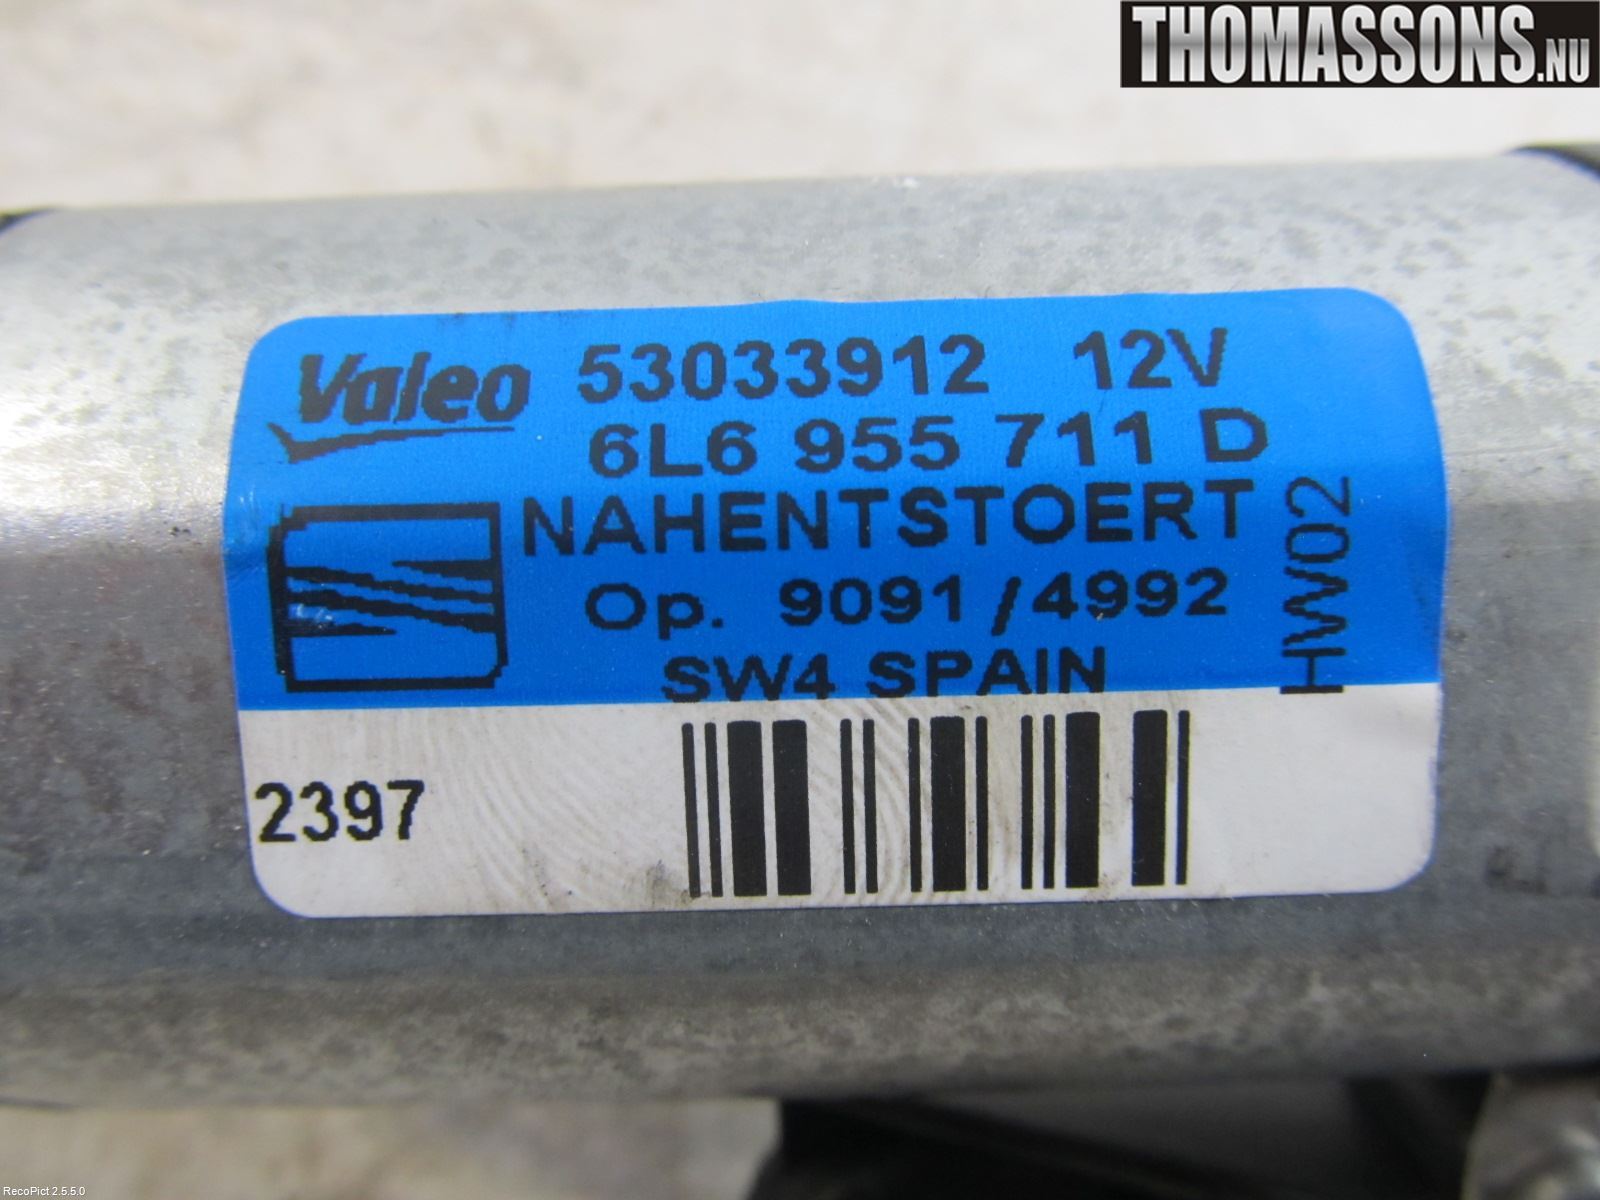 THOMASSONS.NU
Valeo 53033912 12V
6L6 955 711 D
NAHENTSTOERT
Op. 9091/4992
SW4 SPAIN
HW02
2397
RecoPict 2.5.5.0